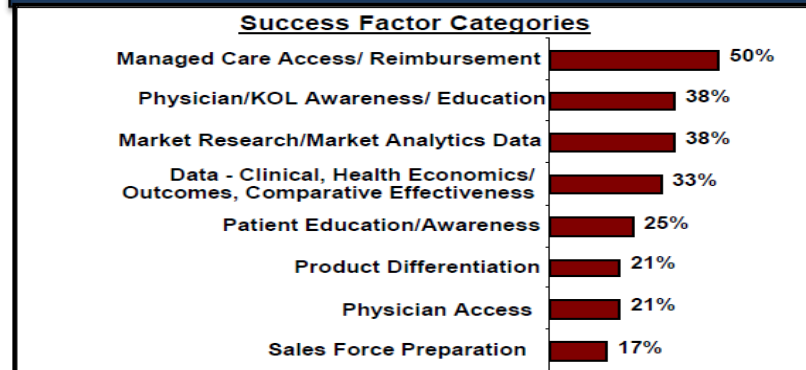 Success Factor Categories
Managed Care Access/ Reimbursement 50%
Physician/KOL Awareness/ Education 38%
Market Research/Market Analytics Data 38%
Data - Clinical, Health Economics/
Outcomes, Comparative Effectiveness 33%
Patient Education/Awareness 25%
Product Differentiation 21%
Physician Access 21%
Sales Force Preparation 17%